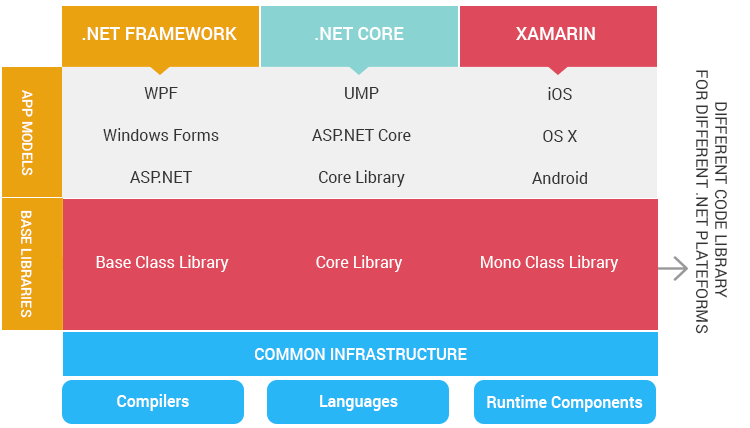 .NET FRAMEWORK
.NET CORE
XAMARIN
APP MODELS
WPF
UMP
iOS
Windows Forms
ASP.NET Core
OS X
ASP.NET
Core Library
Android
BASE LIBRARIES
Base Class Library
Core Library
Mono Class Library
DIFFERENT CODE LIBRARY
FOR DIFFERENT .NET PLATEFORMS
COMMON INFRASTRUCTURE
Compilers
Languages
Runtime Components